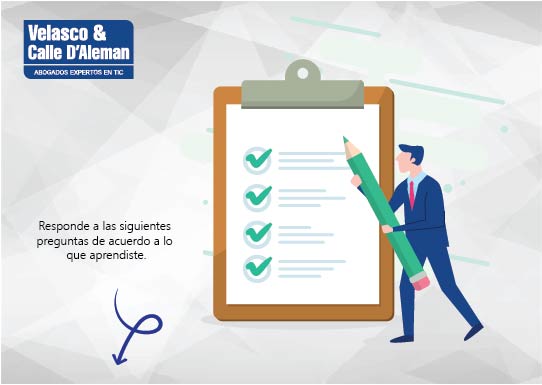 Velasco &
Calle D'Aleman
ABOGADOS EXPERTOS EN TIC
Responde a las siguientes
preguntas de acuerdo a lo
que aprendiste.